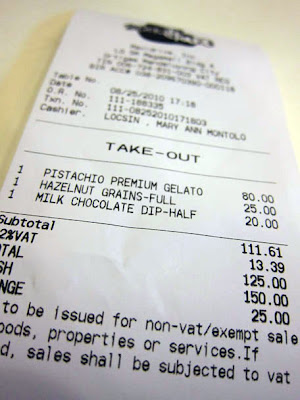 Table No.
Date 08/25/2010 17:18
O.R. No. 111-188335
Txn. No. 111-08252010171803
Cashier. LOCSIN , MARY ANN MONTOLO
TAKE-OUT
1 PISTACHIO PREMIUM GELATO 80.00
1 HAZELNUT GRAINS-FULL 25.00
1 MILK CHOCOLATE DIP-HALF 20.00
Subtotal 111.61
2%VAT 13.39
OTAL 125.00
SH 150.00
NGE 25.00
to be issued for non-vat/exempt sale
oods, properties or services.If
d, sales shall be subjected to vat